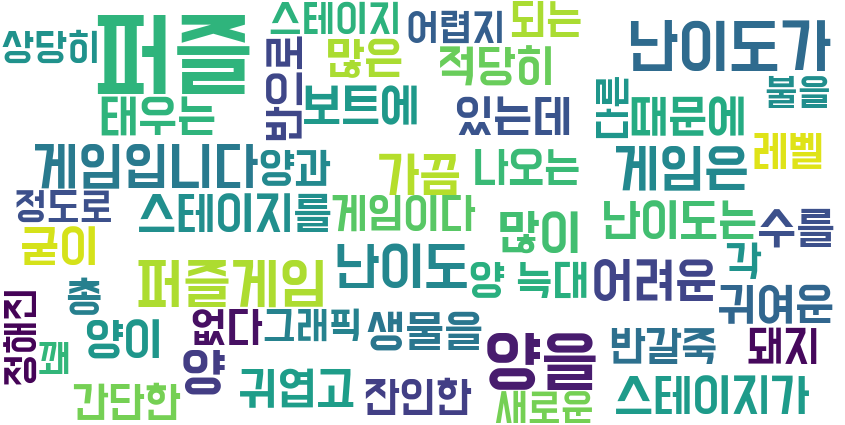 스테이지
되는
어렵지
상당히
퍼즐
많은
적당히
난이도가
밖으로
불을
태우는
보트에
있는데
다른
때문에
레벨
게임입니다
양과
가끔
나오는
게임은
정도로
스테이지를
게임이다
많이
난이도는
수를
굳이
퍼즐게임
난이도
양 늑대
어려운
각
총
귀여운
정해진
꽤
양이
없다
그래픽
생물을
양
양을
반갈죽
돼지
간단한
귀엽고
잔인한
새로운
스테이지가